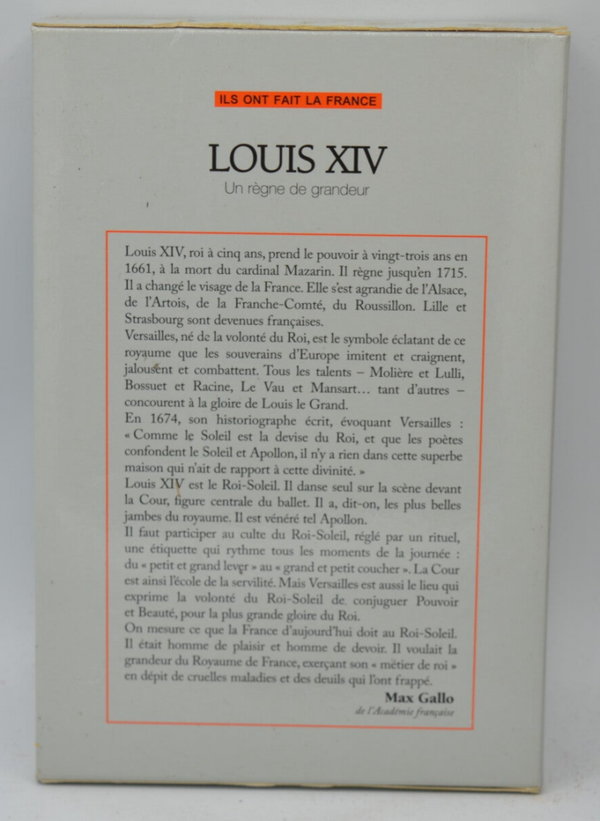 ILS ONT FAIT LA FRANCE
LOUIS XIV
Un règne de grandeur
Louis XIV, roi à cinq ans, prend le pouvoir à vingt-trois ans en
1661, à la mort du cardinal Mazarin. Il règne jusqu'en 1715.
Il a changé le visage de la France. Elle s'est agrandie de l'Alsace,
de l'Artois, de la Franche-Comté, du Roussillon. Lille et
Strasbourg sont devenues françaises.
Versailles, né de la volonté du Roi, est le symbole éclatant de ce
royaume que les souverains d'Europe imitent et craignent,
jalousent et combattent. Tous les talents – Molière et Lulli,
Bossuet et Racine, Le Vau et Mansart... tant d'autres –
concourent à la gloire de Louis le Grand.
En 1674, son historiographe écrit, évoquant Versailles :
« Comme le Soleil est la devise du Roi, et que les poètes
confondent le Soleil et Apollon, il n'y a rien dans cette superbe
maison qui n'ait de rapport à cette divinité. »
Louis XIV est le Roi-Soleil. Il danse seul sur la scène devant
la Cour, figure centrale du ballet. Il a, dit-on, les plus belles
jambes du royaume. Il est vénéré tel Apollon.
Il faut participer au culte du Roi-Soleil, réglé par un rituel,
une étiquette qui rythme tous les moments de la journée :
du « petit et grand lever » au « grand et petit coucher ». La Cour
est ainsi l'école de la servilité. Mais Versailles est aussi le lieu qui
exprime la volonté du Roi-Soleil de conjuguer Pouvoir
et Beauté, pour la plus grande gloire du Roi.
On mesure ce que la France d'aujourd'hui doit au Roi-Soleil.
Il était homme de plaisir et homme de devoir. Il voulait la
grandeur du Royaume de France, exerçant son « métier de roi »
en dépit de cruelles maladies et des deuils qui l'ont frappé.
Max Gallo
de l'Académie française